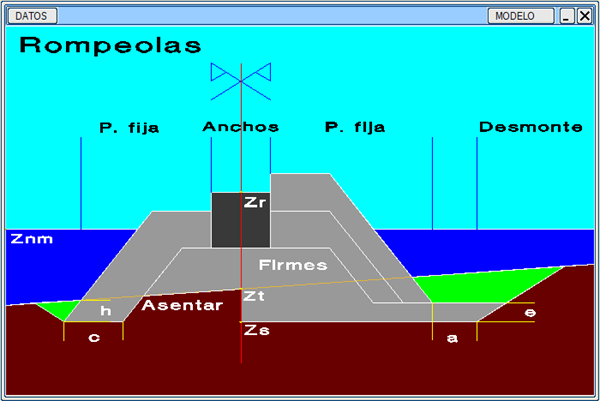 DATOS MODELO
Rompeolas
P. fija Anchos P. fija Desmonte
Zr
Znm
Firmes
Zt
Asentar
h
e
Zs
c a